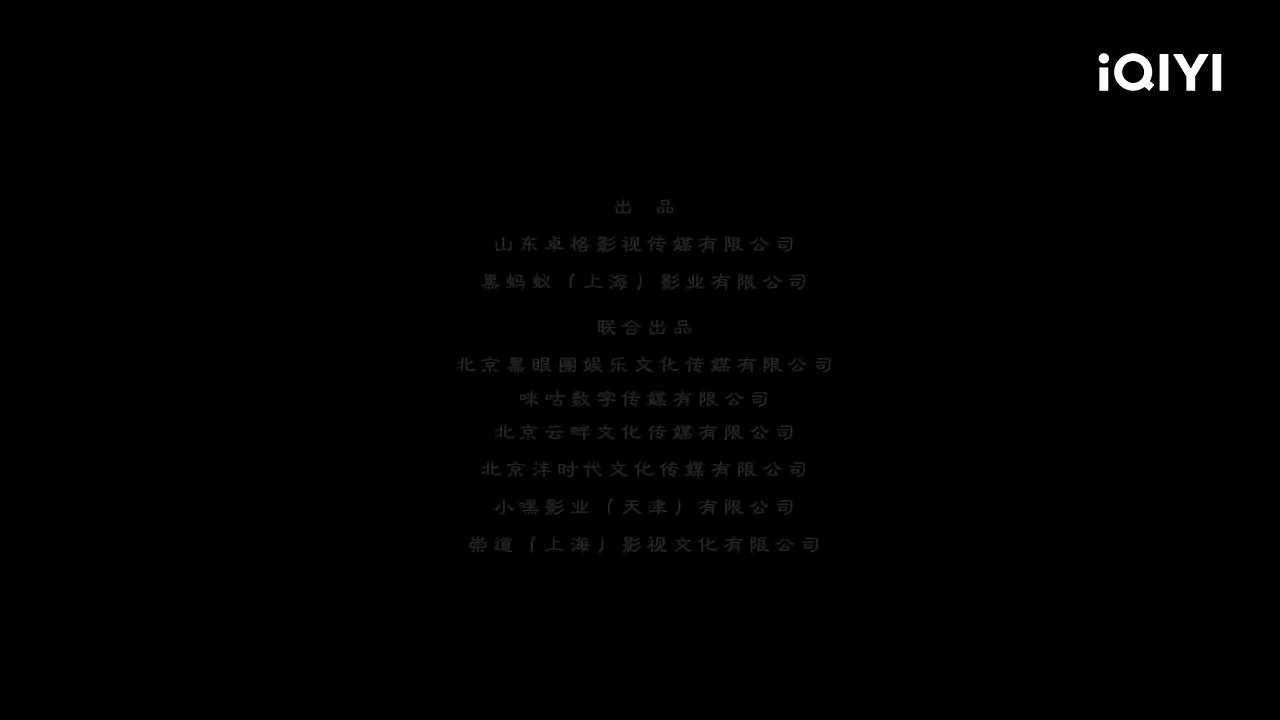 iQIYI
出 品
山东卓格影视传媒有限公司
黑蚂蚁（上海）影业有限公司
联合出品
北京黑眼圈娱乐文化传媒有限公司
咪咕数字传媒有限公司
北京云畔文化传媒有限公司
北京沣时代文化传媒有限公司
小嘿影业（天津）有限公司
崇道（上海）影视文化有限公司